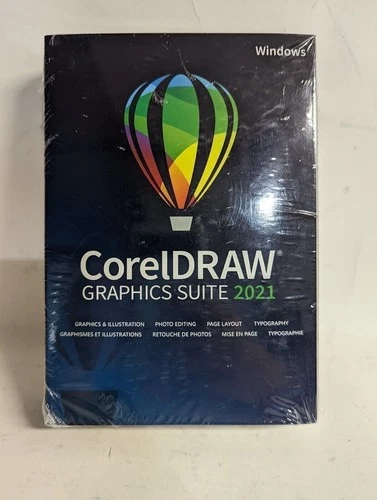 Windows®
CorelDRAW®
GRAPHICS SUITE 2021
GRAPHICS & ILLUSTRATION PHOTO EDITING PAGE LAYOUT TYPOGRAPHY
GRAPHISMES ET ILLUSTRATIONS RETOUCHE DE PHOTOS MISE EN PAGE TYPOGRAPHIE